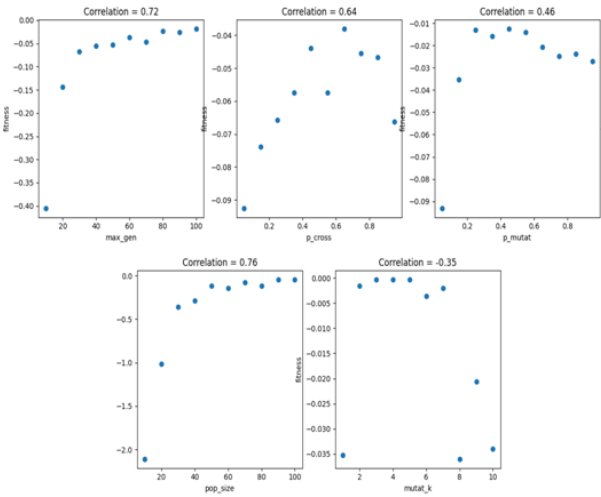 Correlation = 0.72
0.00
−0.05
−0.10
−0.15
−0.20
−0.25
−0.30
−0.35
−0.40
fitness
20 40 60 80 100
max_gen
Correlation = 0.64
−0.04
−0.05
−0.06
−0.07
−0.08
−0.09
fitness
0.2 0.4 0.6 0.8
p_cross
Correlation = 0.46
−0.01
−0.02
−0.03
−0.04
−0.05
−0.06
−0.07
−0.08
−0.09
fitness
0.2 0.4 0.6 0.8
p_mutat
Correlation = 0.76
0.0
−0.5
−1.0
−1.5
−2.0
20 40 60 80 100
pop_size
Correlation = -0.35
0.000
−0.005
−0.010
−0.015
−0.020
−0.025
−0.030
−0.035
fitness
2 4 6 8 10
mutat_k